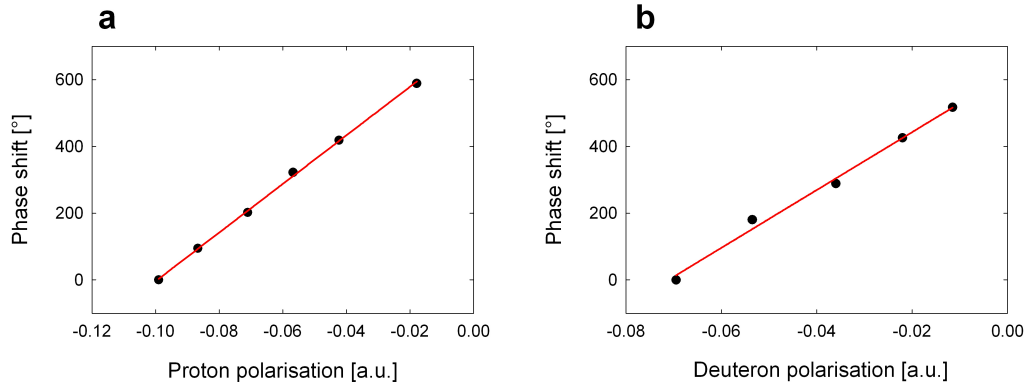 a
Phase shift [°]
600
400
200
0
-0.12 -0.10 -0.08 -0.06 -0.04 -0.02 0.00
Proton polarisation [a.u.]
b
Phase shift [°]
600
400
200
0
-0.08 -0.06 -0.04 -0.02 0.00
Deuteron polarisation [a.u.]